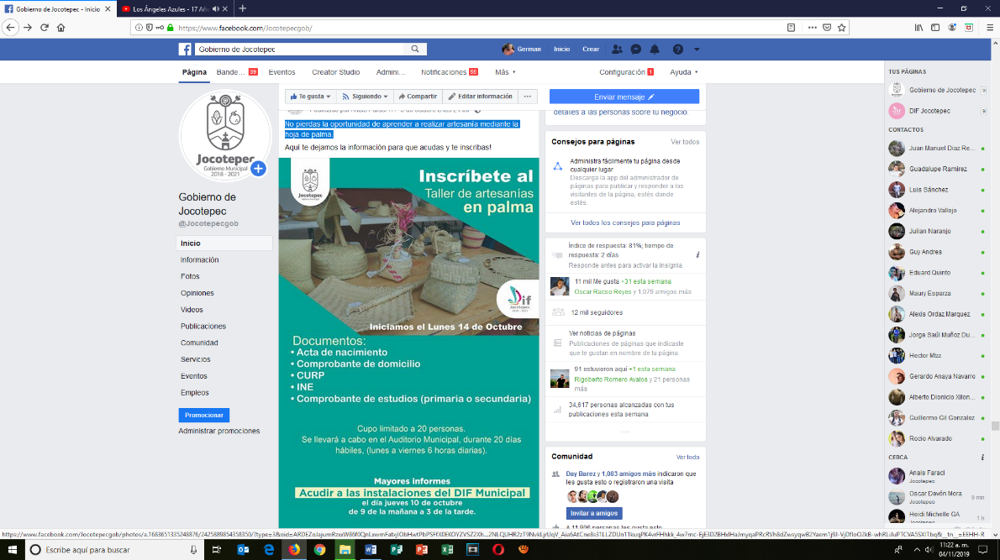 Gobierno de Jocotepec - Inicio
Los Ángeles Azules - 17 Año
https://www.facebook.com/Jocotepecgob/
Gobierno de Jocotepec
German
Inicio
Crear
Página
Bande... 39
Eventos
Creator Studio
Admini...
Notificaciones 56
Más
Configuración 1
Ayuda
Jocotepec
Gobierno Municipal
2018 - 2021
Gobierno de
Jocotepec
@Jocotepecgob
Inicio
Información
Fotos
Opiniones
Videos
Publicaciones
Comunidad
Servicios
Eventos
Empleos
Promocionar
Administrar promociones
Te gusta
Siguiendo
Compartir
Editar información
No pierdas la oportunidad de aprender a realizar artesanía mediante la
hoja de palma.
Aquí te dejamos la información para que acudas y te inscribas!
Jocotepec
Inscríbete al
Taller de artesanías
en palma
Dif
Jocotepec
Iniciamos el Lunes 14 de Octubre
Documentos:
• Acta de nacimiento
• Comprobante de domicilio
• CURP
• INE
• Comprobante de estudios (primaria o secundaria)
Cupo limitado a 20 personas.
Se llevará a cabo en el Auditorio Municipal, durante 20 días
hábiles, (lunes a viernes 6 horas diarias).
Mayores informes
Acudir a las instalaciones del DIF Municipal
el día jueves 10 de octubre
de 9 de la mañana a 3 de la tarde.
Enviar mensaje
detalles a las personas sobre tu negocio.
Consejos para páginas
Ver todos
Administra fácilmente tu página desde
cualquier lugar
Descarga la app del administrador de
páginas para publicar y responder a los
visitantes de la página, estés donde
estés.
Ver todos los consejos para páginas
Índice de respuesta: 81%; tiempo de
respuesta: 2 días
Responde antes para activar la insignia
11 mil Me gusta +31 esta semana
Oscar Racso Reyes y 1,079 amigos más
12 mil seguidores
Ver noticias de páginas
Publicaciones de páginas que indicaste
que te gustan en nombre de tu página
91 estuvieron aquí +1 esta semana
Rigoberto Romero Avalos y 21 personas
más
34,617 personas alcanzadas con tus
publicaciones esta semana
Comunidad
Ver todo
Day Barez y 1,083 amigos más indicaron que
les gusta esto o registraron una visita
Invitar a amigos
TUS PÁGINAS
Gobierno de Jocotepec 9
DIF Jocotepec 9
CONTACTOS
Juan Manuel Diaz Re...
Guadalupe Ramirez
Luis Sánchez
Alejandro Vallejo
Julian Naranjo
Guy Andrea
Eduard Quinto
Maury Esparza
Alexis Ordaz Marquez
Jorge Saúl Muñoz Du...
Hector Mtzz
Gerardo Anaya Navarro
Alberto Dionicio Xilon...
Guillermo Gil Gonzalez
Rocio Alvarado
CERCA
Anais Faraci
Jocotepec
Oscar Devón Mora
Jocotepec
9 min
Heidi Michelle GA
1 h
Escribe aquí para buscar
11:22 a. m.
04/11/2019